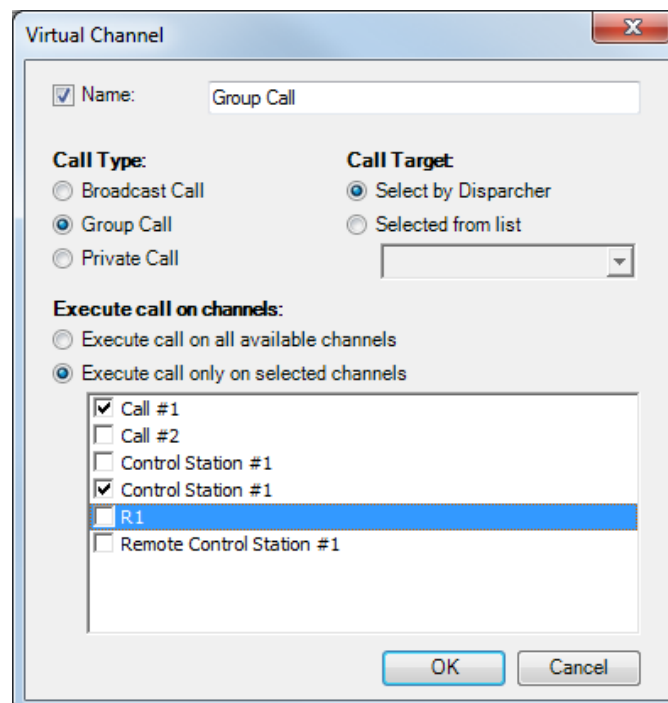 Virtual Channel
Name: Group Call
Call Type: Call Target:
Broadcast Call Select by Disparcher
Group Call Selected from list
Private Call
Execute call on channels:
Execute call on all available channels
Execute call only on selected channels
Call #1
Call #2
Control Station #1
Control Station #1
R1
Remote Control Station #1
OK Cancel